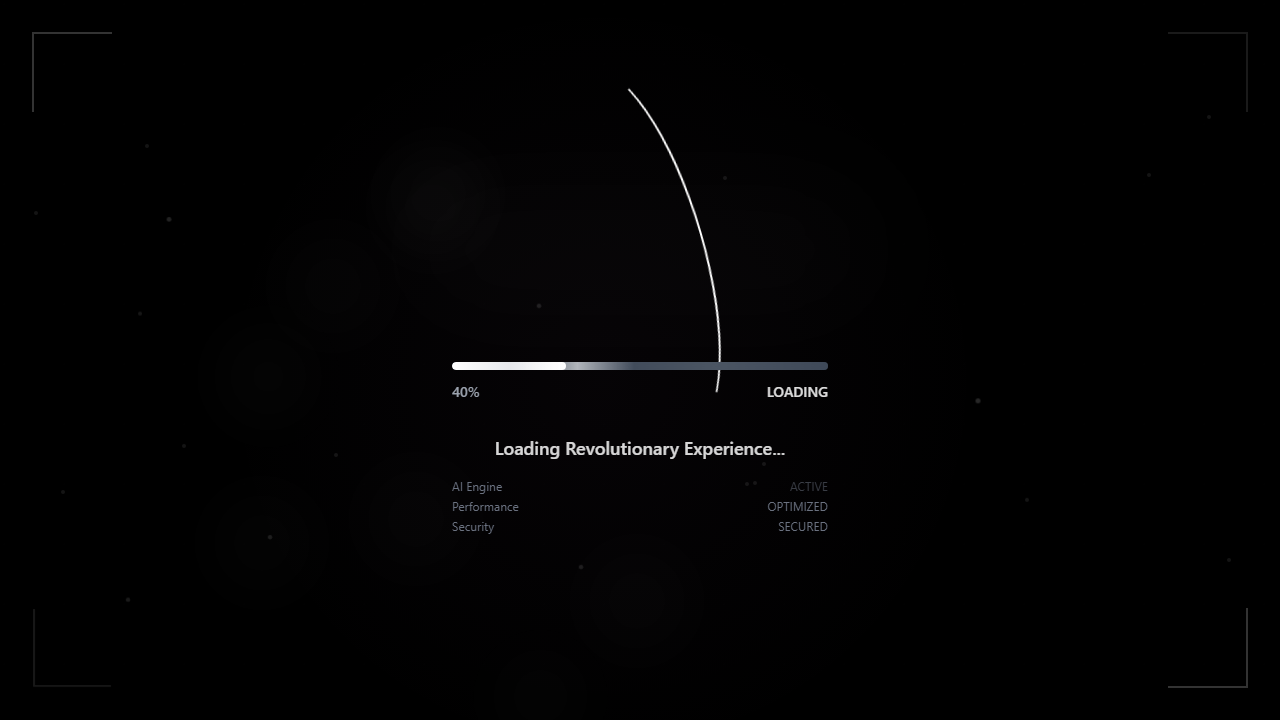 40% LOADING
Loading Revolutionary Experience...
AI Engine ACTIVE
Performance OPTIMIZED
Security SECURED